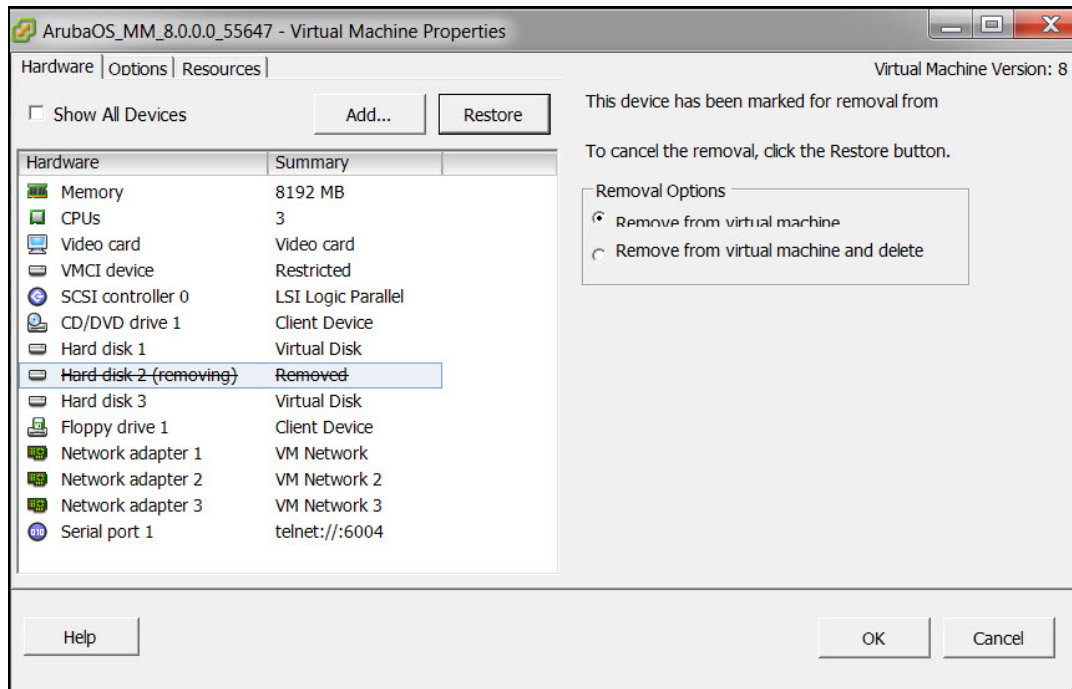 ArubaOS_MM_8.0.0.0_55647 - Virtual Machine Properties
Hardware Options Resources Virtual Machine Version: 8
Show All Devices Add... Restore
Hardware Summary
Memory 8192 MB
CPUs 3
Video card Video card
VMCI device Restricted
SCSI controller 0 LSI Logic Parallel
CD/DVD drive 1 Client Device
Hard disk 1 Virtual Disk
Hard disk 2 (removing) Removed
Hard disk 3 Virtual Disk
Floppy drive 1 Client Device
Network adapter 1 VM Network
Network adapter 2 VM Network 2
Network adapter 3 VM Network 3
Serial port 1 telnet://:6004
This device has been marked for removal from
To cancel the removal, click the Restore button.
Removal Options
Remove from virtual machine
Remove from virtual machine and delete
Help OK Cancel